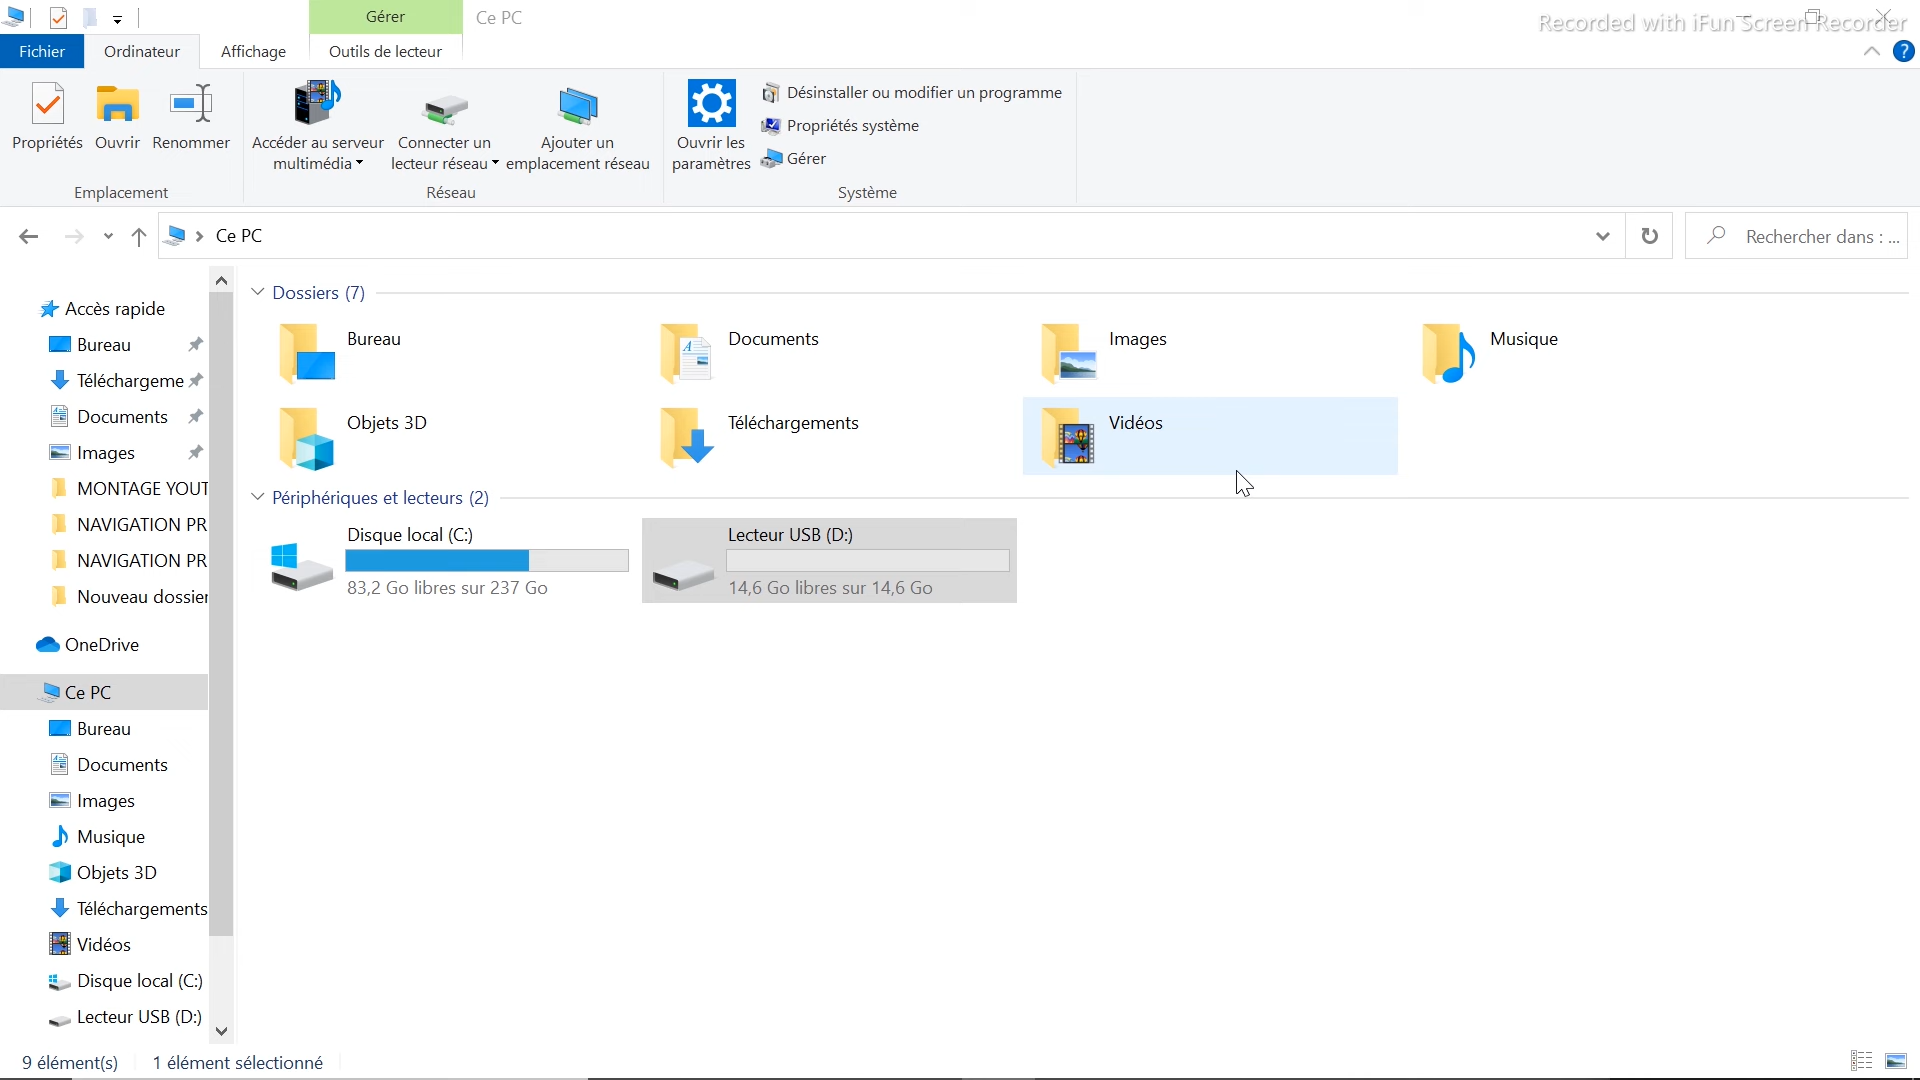 Gérer
Ce PC
Recorded with iFun Screen Recorder
Fichier
Ordinateur
Affichage
Outils de lecteur
?
Propriétés
Ouvrir
Renommer
Accéder au serveur
multimédia
Connecter un
lecteur réseau
Ajouter un
emplacement réseau
Ouvrir les
paramètres
Désinstaller ou modifier un programme
Propriétés système
Gérer
Emplacement
Réseau
Système
Ce PC
Rechercher dans : ...
Accès rapide
Bureau
Téléchargeme
Documents
Images
MONTAGE YOUT
NAVIGATION PR
NAVIGATION PR
Nouveau dossier
OneDrive
Ce PC
Bureau
Documents
Images
Musique
Objets 3D
Téléchargements
Vidéos
Disque local (C:)
Lecteur USB (D:)
Dossiers (7)
Bureau
Documents
Images
Musique
Objets 3D
Téléchargements
Vidéos
Périphériques et lecteurs (2)
Disque local (C:)
83,2 Go libres sur 237 Go
Lecteur USB (D:)
14,6 Go libres sur 14,6 Go
9 élément(s)
1 élément sélectionné